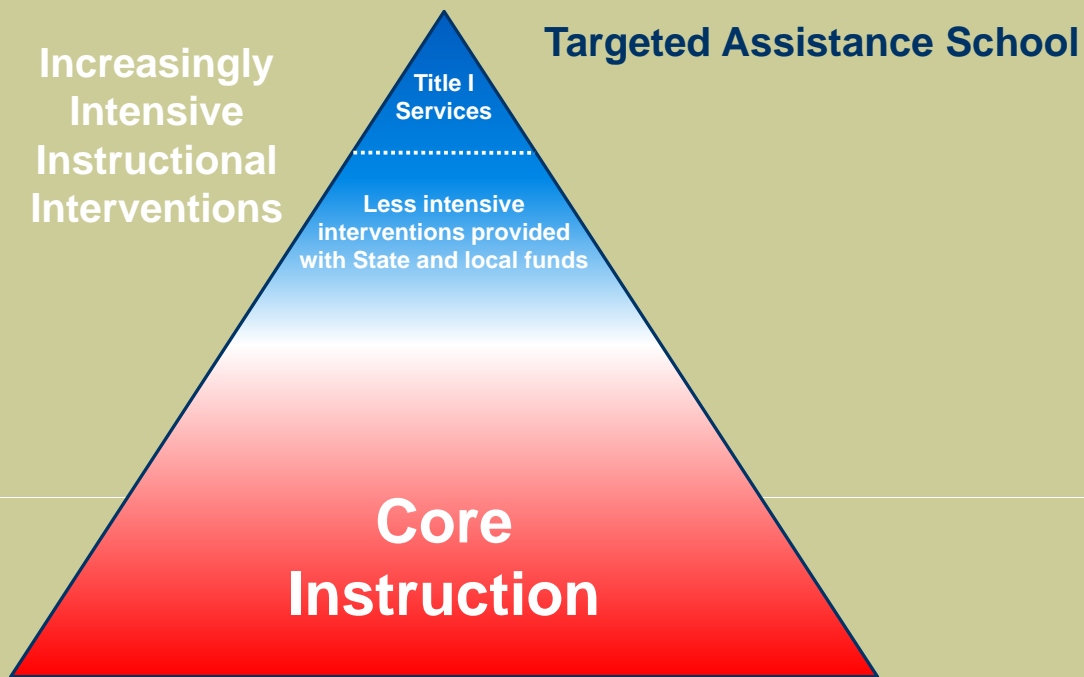 Targeted Assistance School
Increasingly
Intensive
Instructional
Interventions
Title I
Services
Less intensive
interventions provided
with State and local funds
Core
Instruction